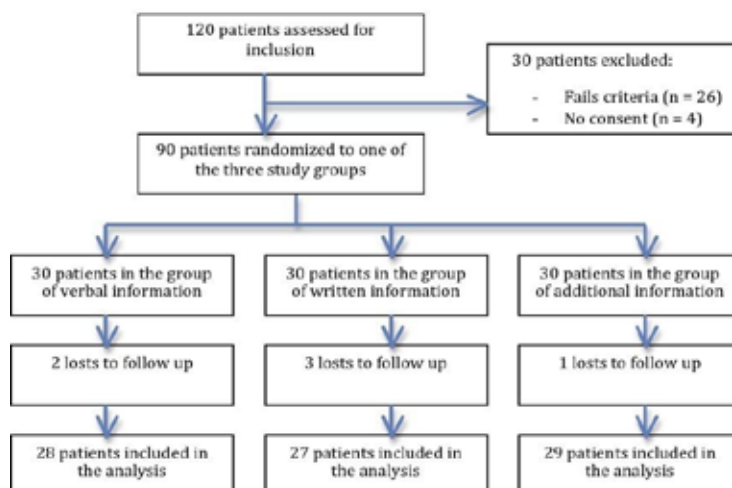 120 patients assessed for
inclusion
30 patients excluded:
- Fails criteria (n = 26)
- No consent (n = 4)
90 patients randomized to one of
the three study groups
30 patients in the group
of verbal information
30 patients in the group
of written information
30 patients in the group
of additional information
2 losts to follow up
3 losts to follow up
1 losts to follow up
28 patients included in
the analysis
27 patients included in
the analysis
29 patients included in
the analysis